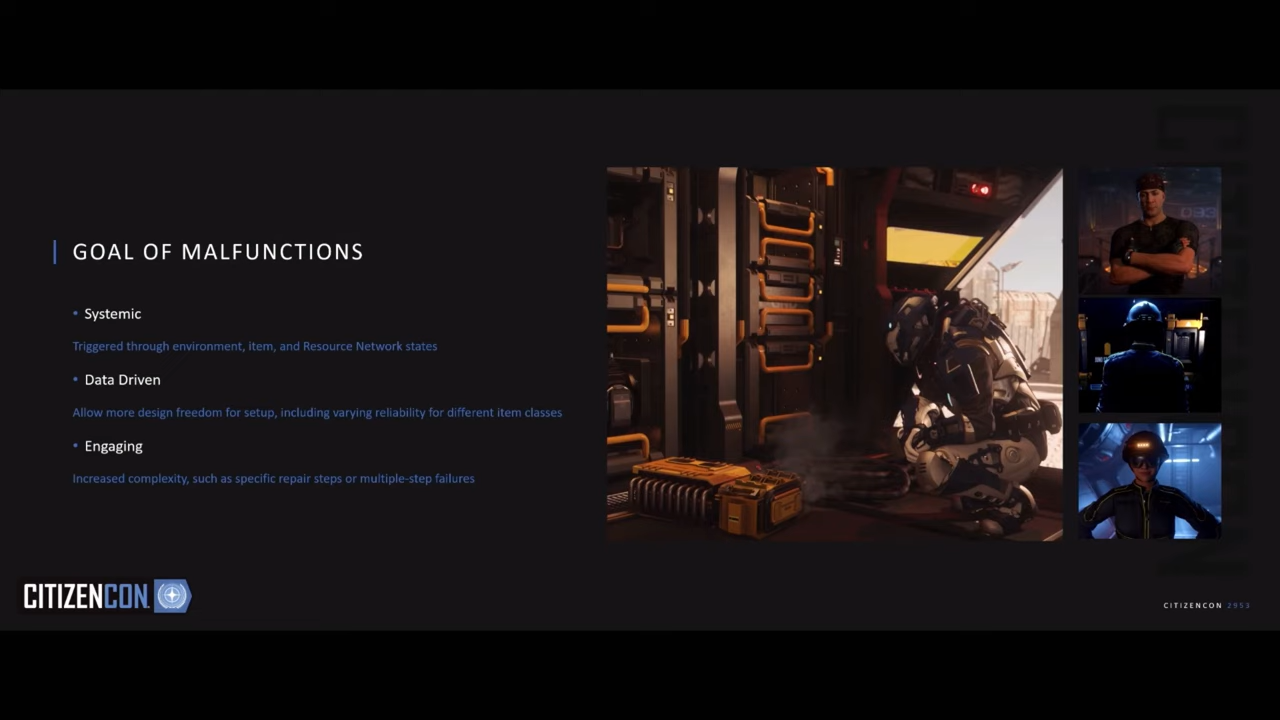 GOAL OF MALFUNCTIONS
• Systemic
Triggered through environment, item, and Resource Network states
• Data Driven
Allow more design freedom for setup, including varying reliability for different item classes
• Engaging
Increased complexity, such as specific repair steps or multiple-step failures
CITIZENCON
CITIZENCON 2953